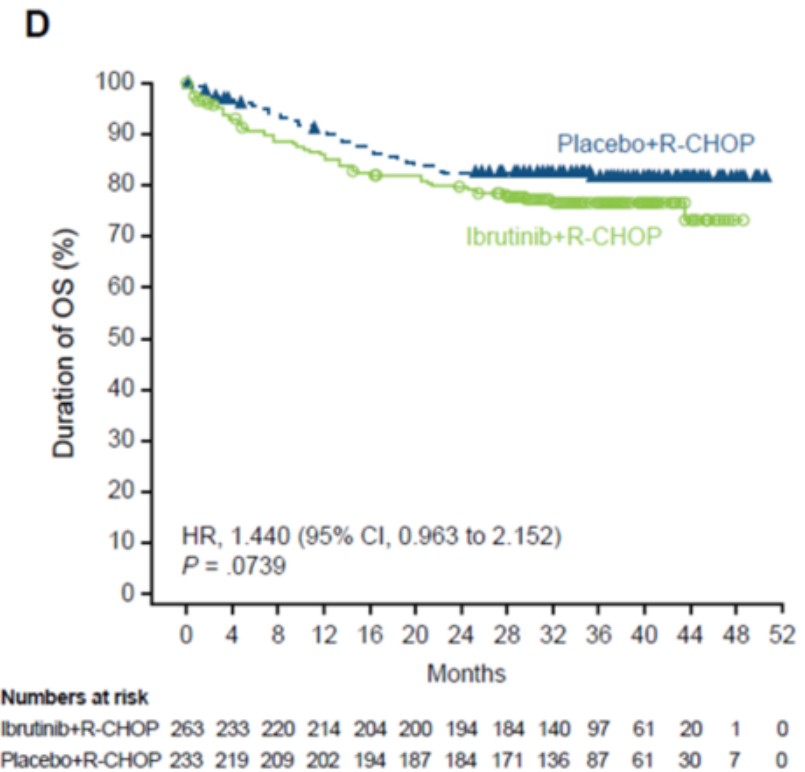 D
100
90
80
70
60
50
40
30
20
10
0
Duration of OS (%)
Placebo+R-CHOP
Ibrutinib+R-CHOP
HR, 1.440 (95% CI, 0.963 to 2.152)
P = .0739
0 4 8 12 16 20 24 28 32 36 40 44 48 52
Months
Numbers at risk
Ibrutinib+R-CHOP 263 233 220 214 204 200 194 184 140 97 61 20 1 0
Placebo+R-CHOP 233 219 209 202 194 187 184 171 136 87 61 30 7 0